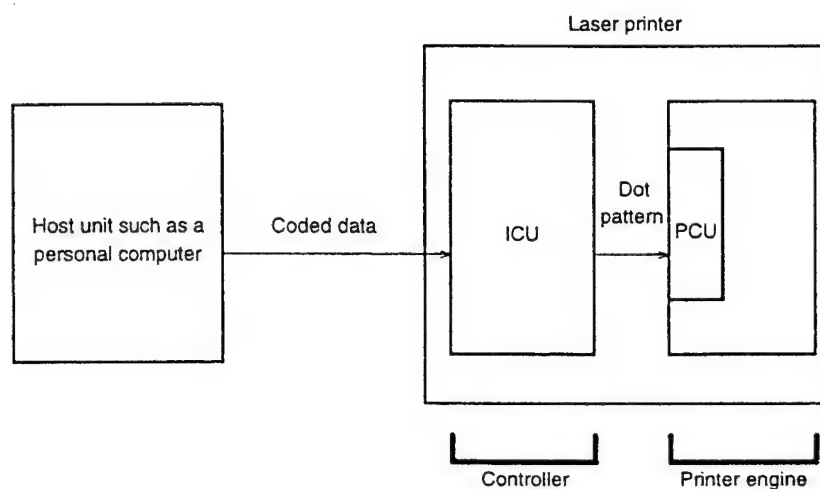 Laser printer
Host unit such as a
personal computer
Coded data
ICU
Dot
pattern
PCU
Controller
Printer engine